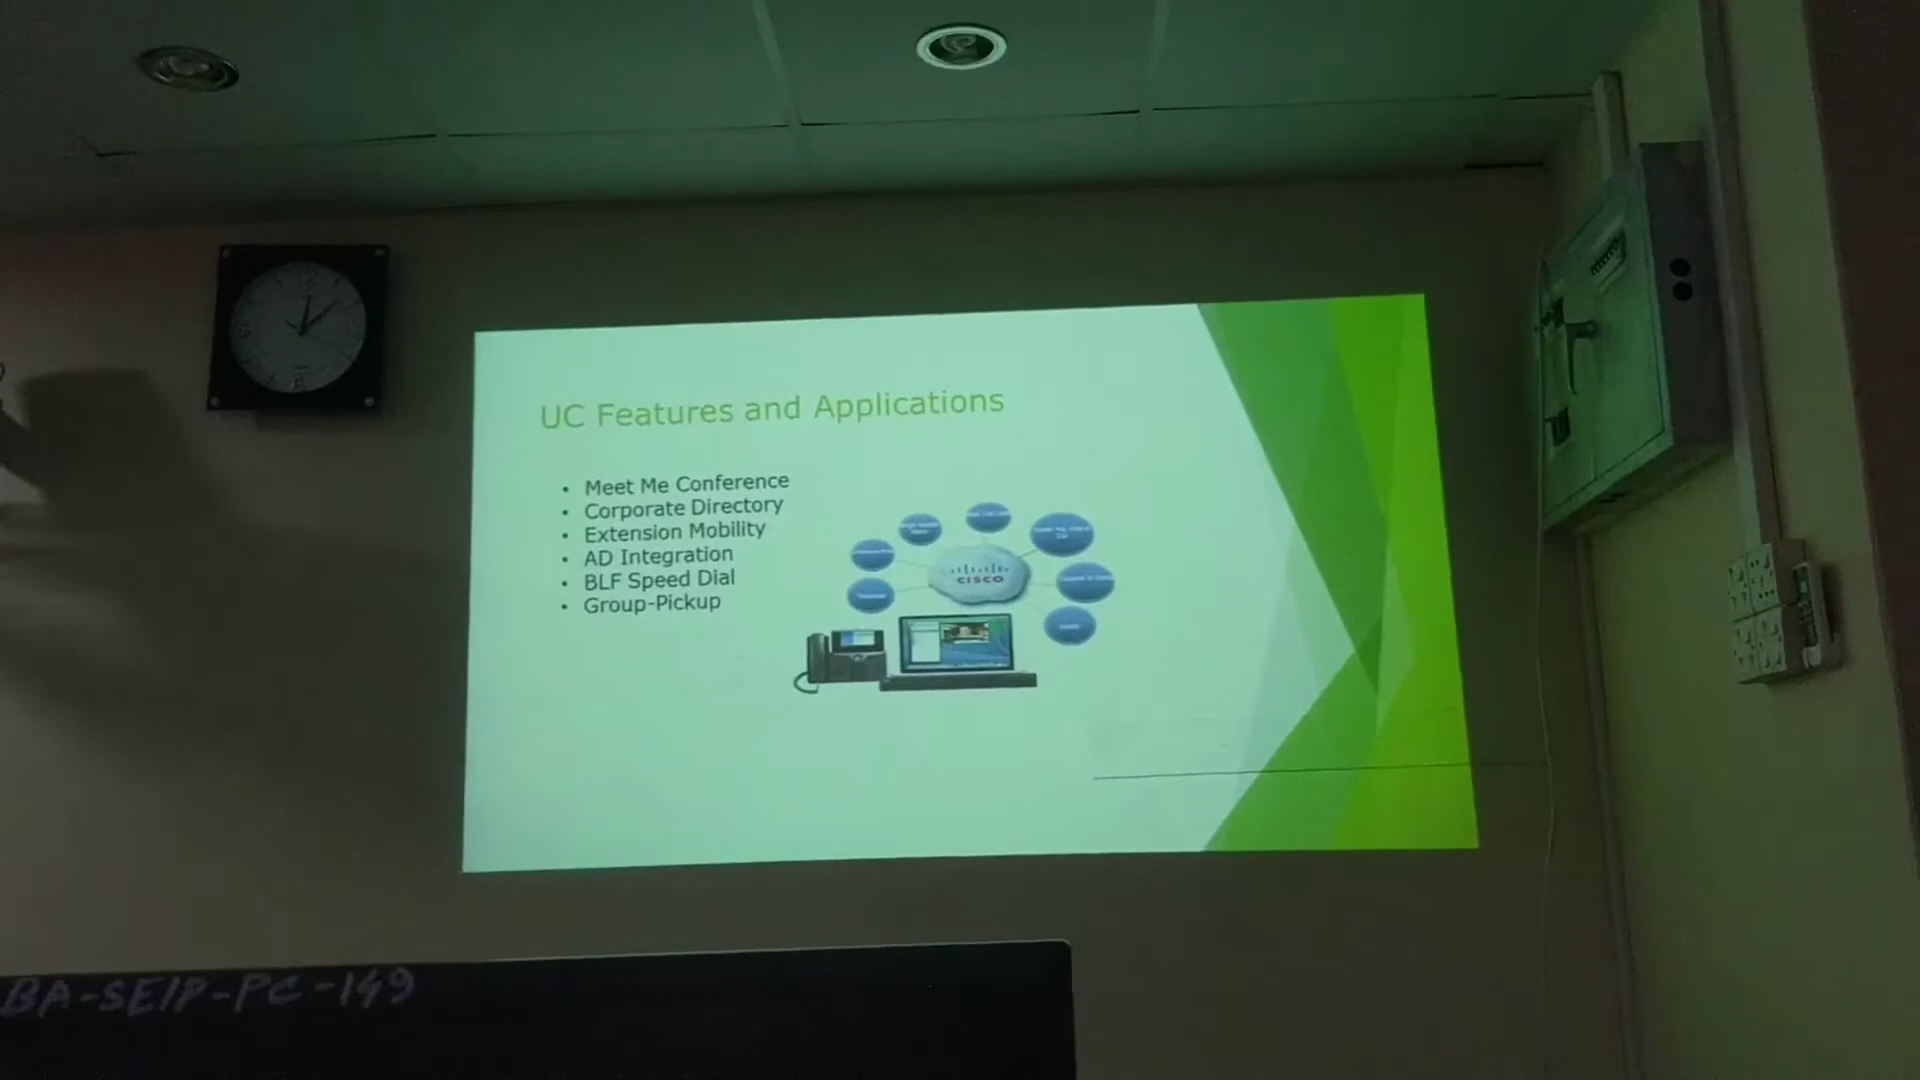 UC Features and Applications
• Meet Me Conference
• Corporate Directory
• Extension Mobility
• AD Integration
• BLF Speed Dial
• Group-Pickup
CISCO
BA-SEIP-PC-149